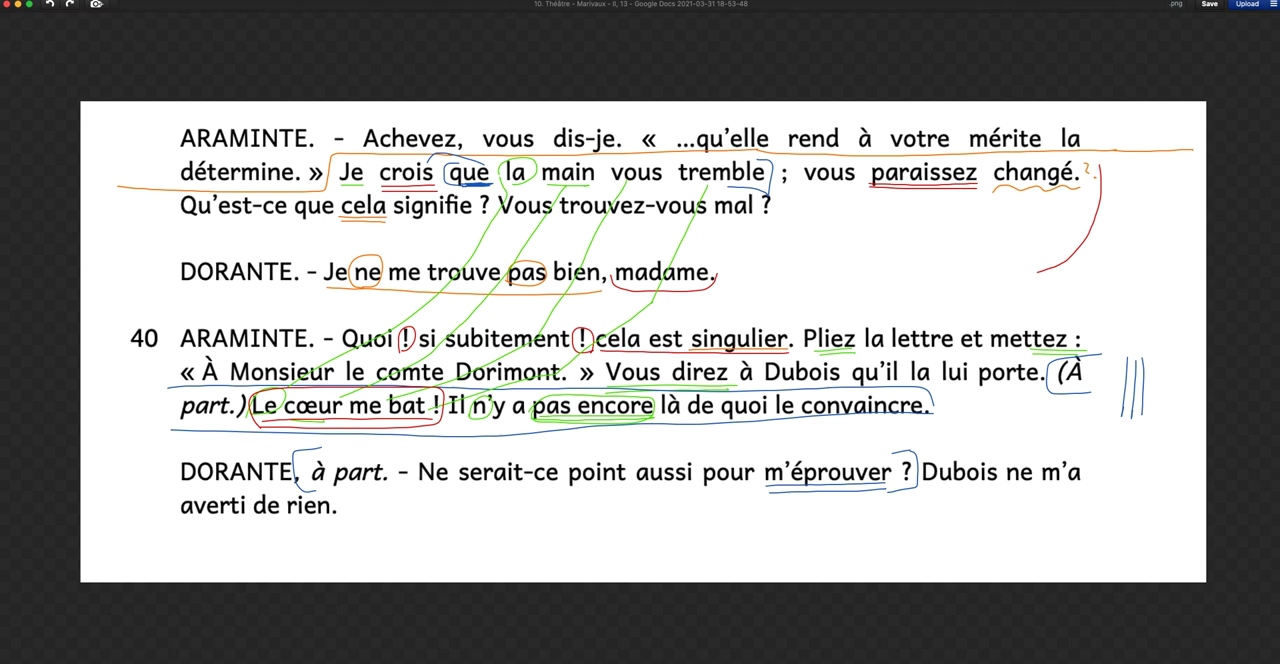 10. Théâtre - Marivaux - II, 13 - Google Docs 2021-03-31 18-53-48
.png
Save
Upload
ARAMINTE. - Achevez, vous dis-je. « ...qu'elle rend à votre mérite la
détermine. » Je crois que la main vous tremble ; vous paraissez changé. ?.
Qu'est-ce que cela signifie ? Vous trouvez-vous mal ?
DORANTE. - Je ne me trouve pas bien, madame.
40 ARAMINTE. - Quoi ! si subitement ! cela est singulier. Pliez la lettre et mettez :
« À Monsieur le comte Dorimont. » Vous direz à Dubois qu'il la lui porte. (À
part.) Le cœur me bat ! Il n'y a pas encore là de quoi le convaincre.
DORANTE, à part. - Ne serait-ce point aussi pour m'éprouver ? Dubois ne m'a
averti de rien.